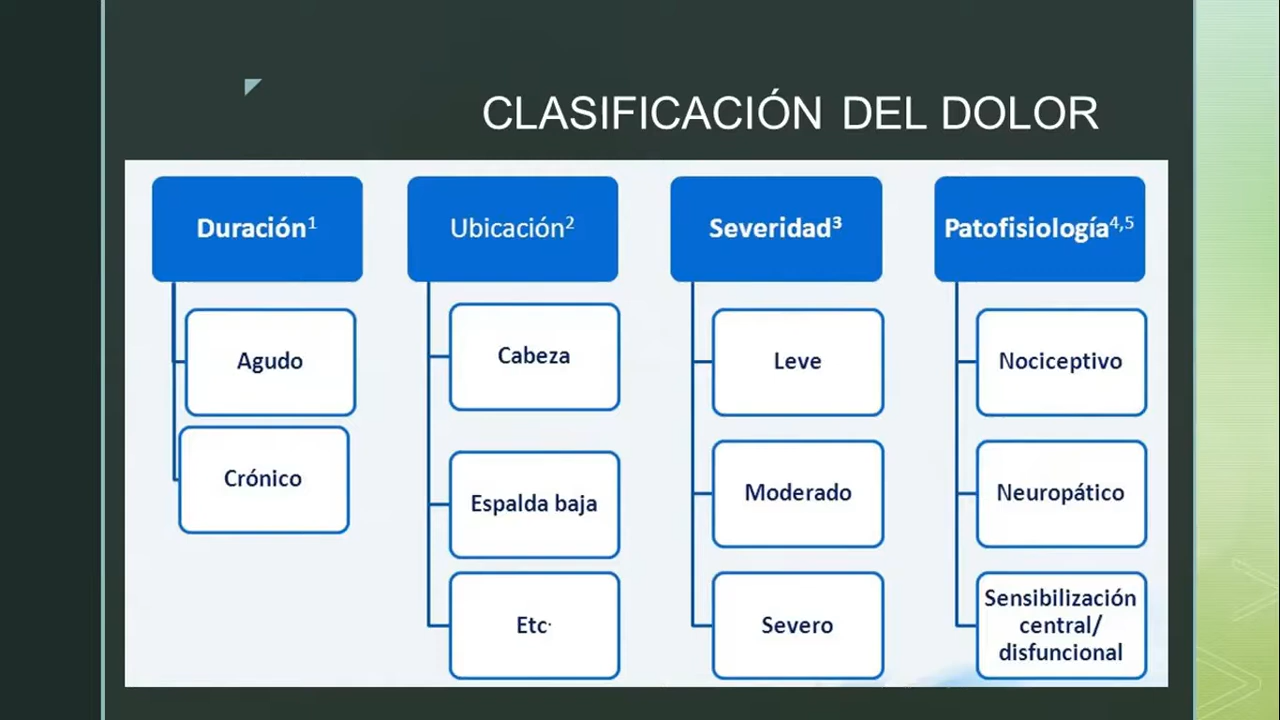 CLASIFICACIÓN DEL DOLOR
Duración¹
Agudo
Crónico
Ubicación²
Cabeza
Espalda baja
Etc.
Severidad³
Leve
Moderado
Severo
Patofisiología⁴,⁵
Nociceptivo
Neuropático
Sensibilización
central/
disfuncional